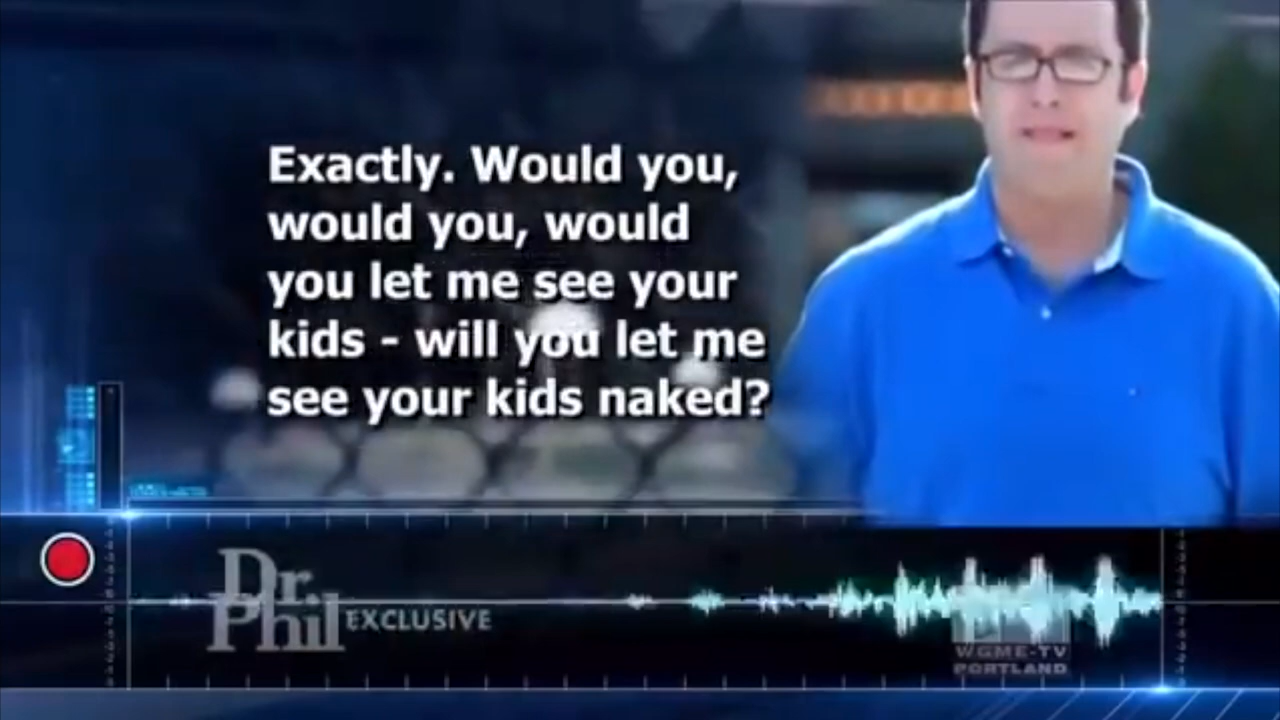 Exactly. Would you,
would you, would
you let me see your
kids - will you let me
see your kids naked?
Dr.
Phil EXCLUSIVE
WGME-TV
PORTLAND